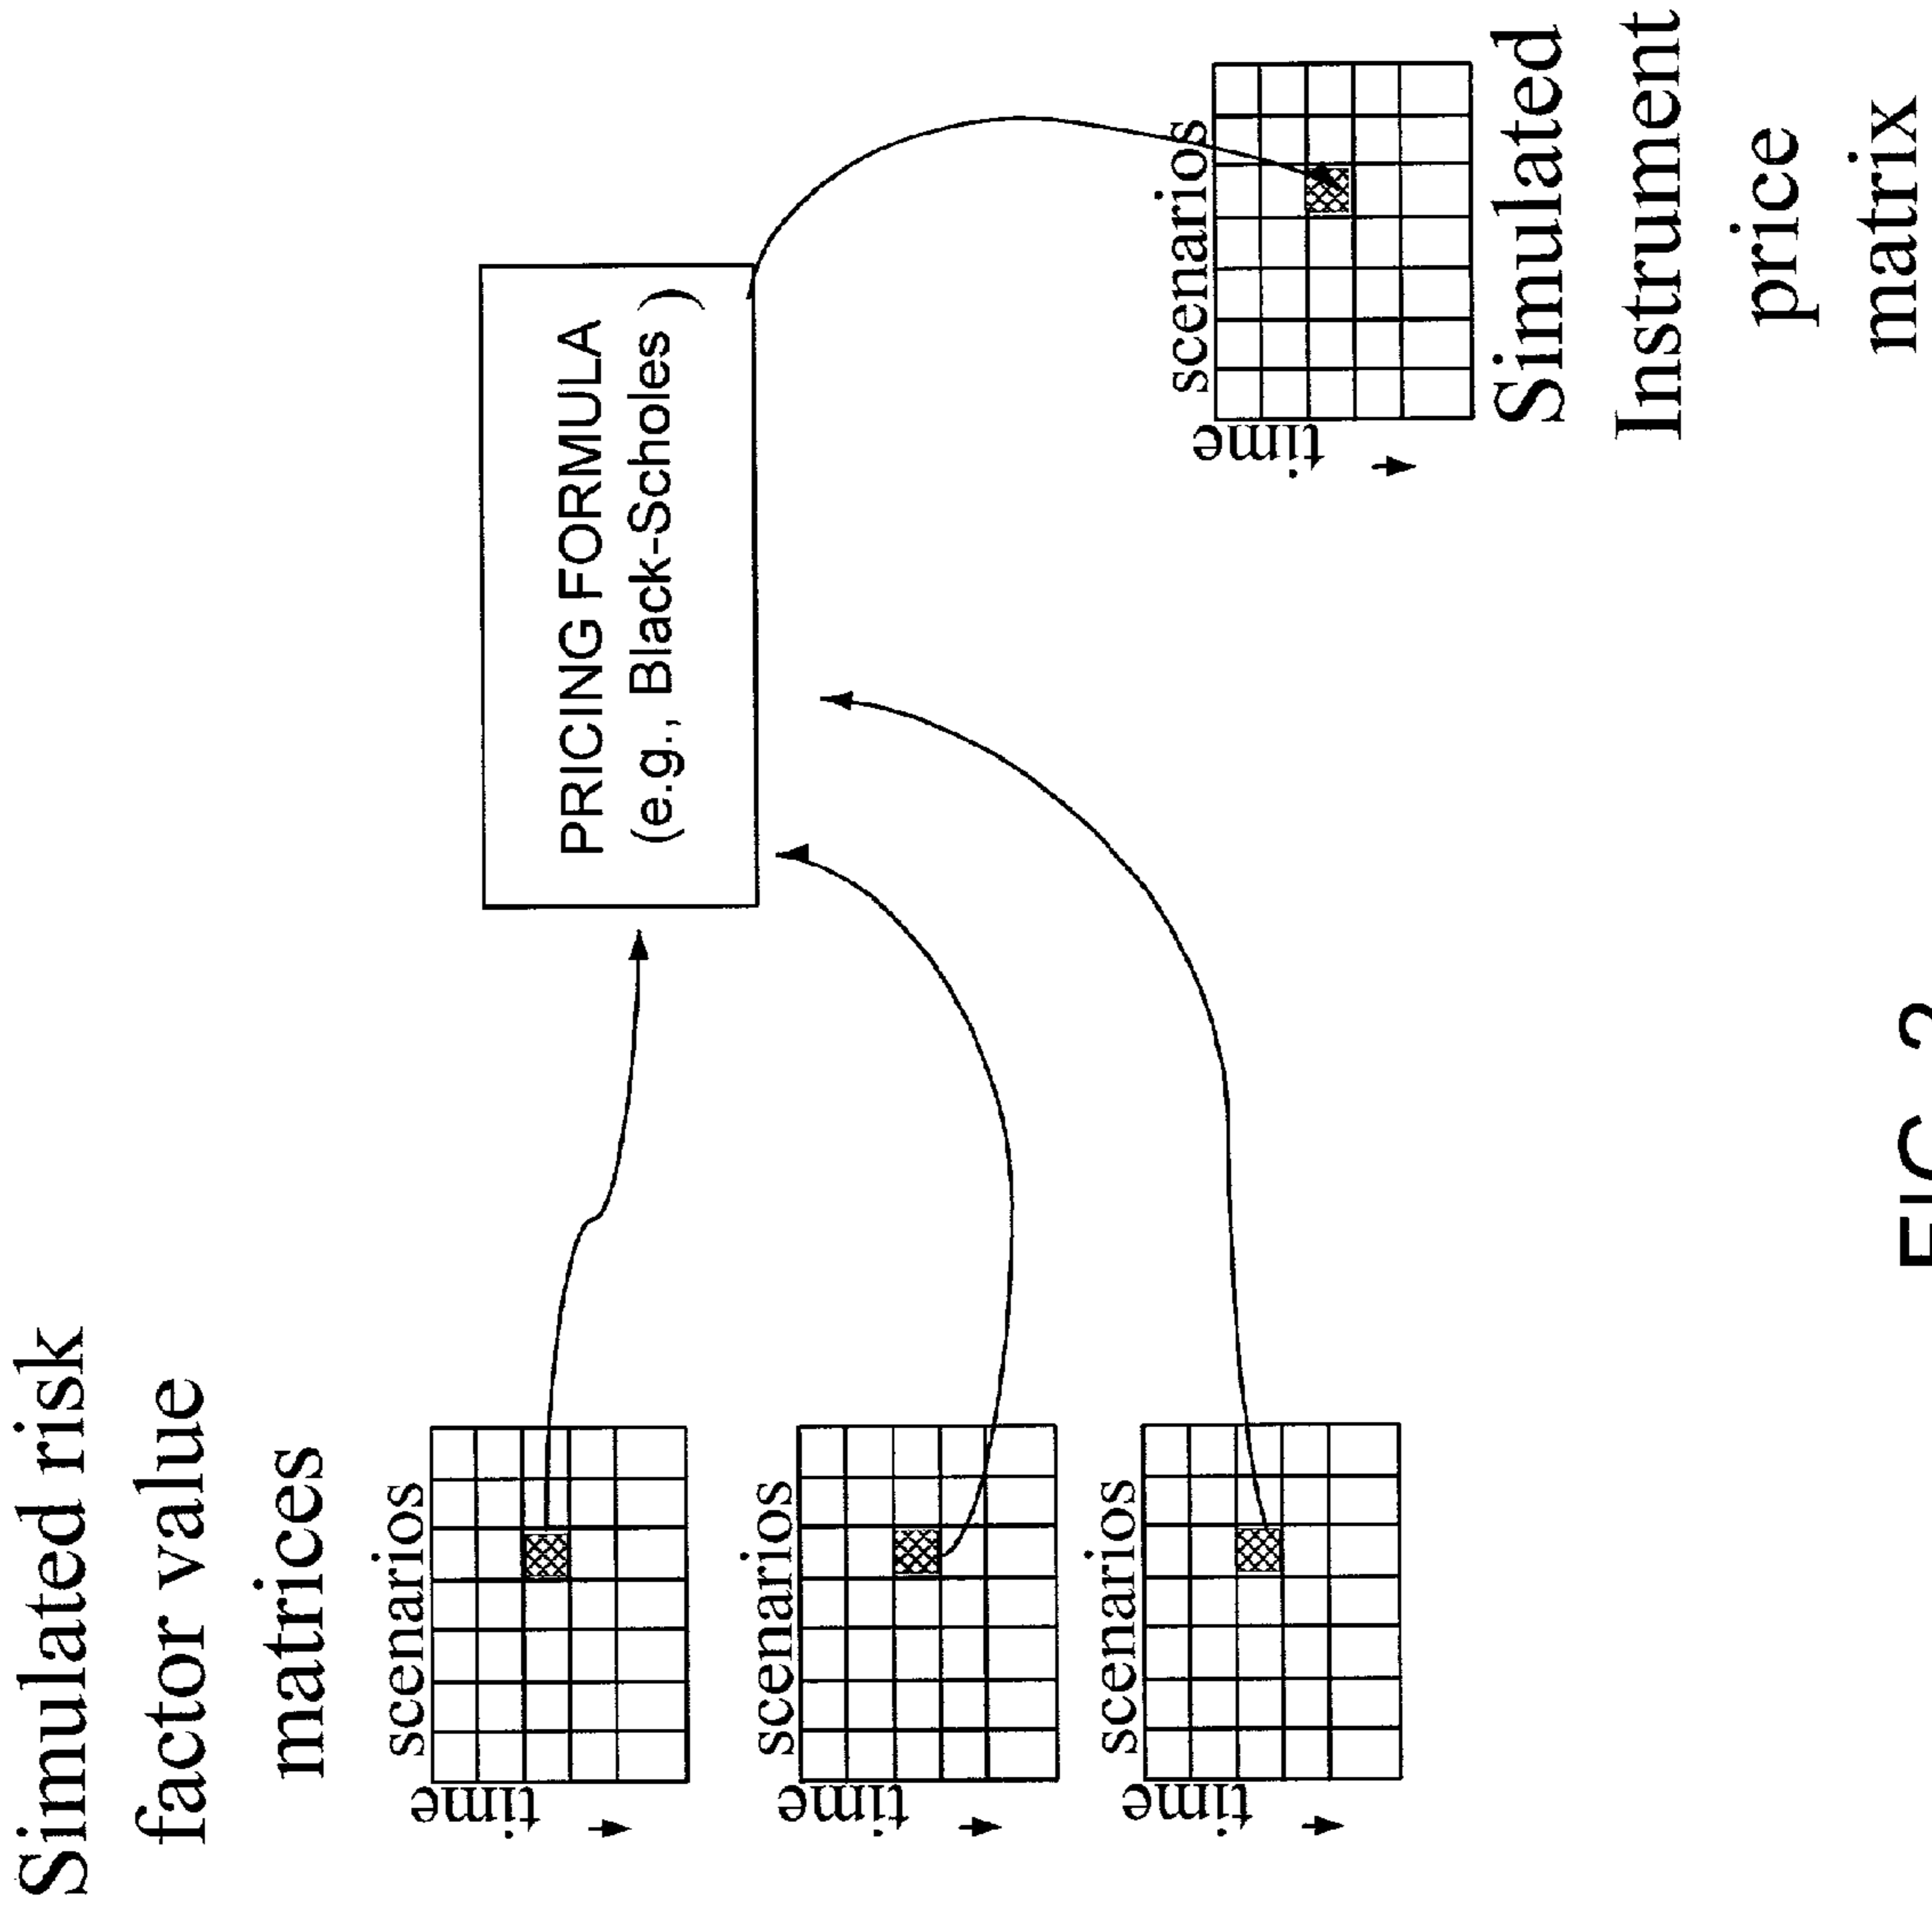 Simulated risk
factor value
matrices
scenarios
time
scenarios
time
scenarios
time
PRICING FORMULA
(e.g., Black-Scholes )
scenarios
time
Simulated
Instrument
price
matrix
FIG.